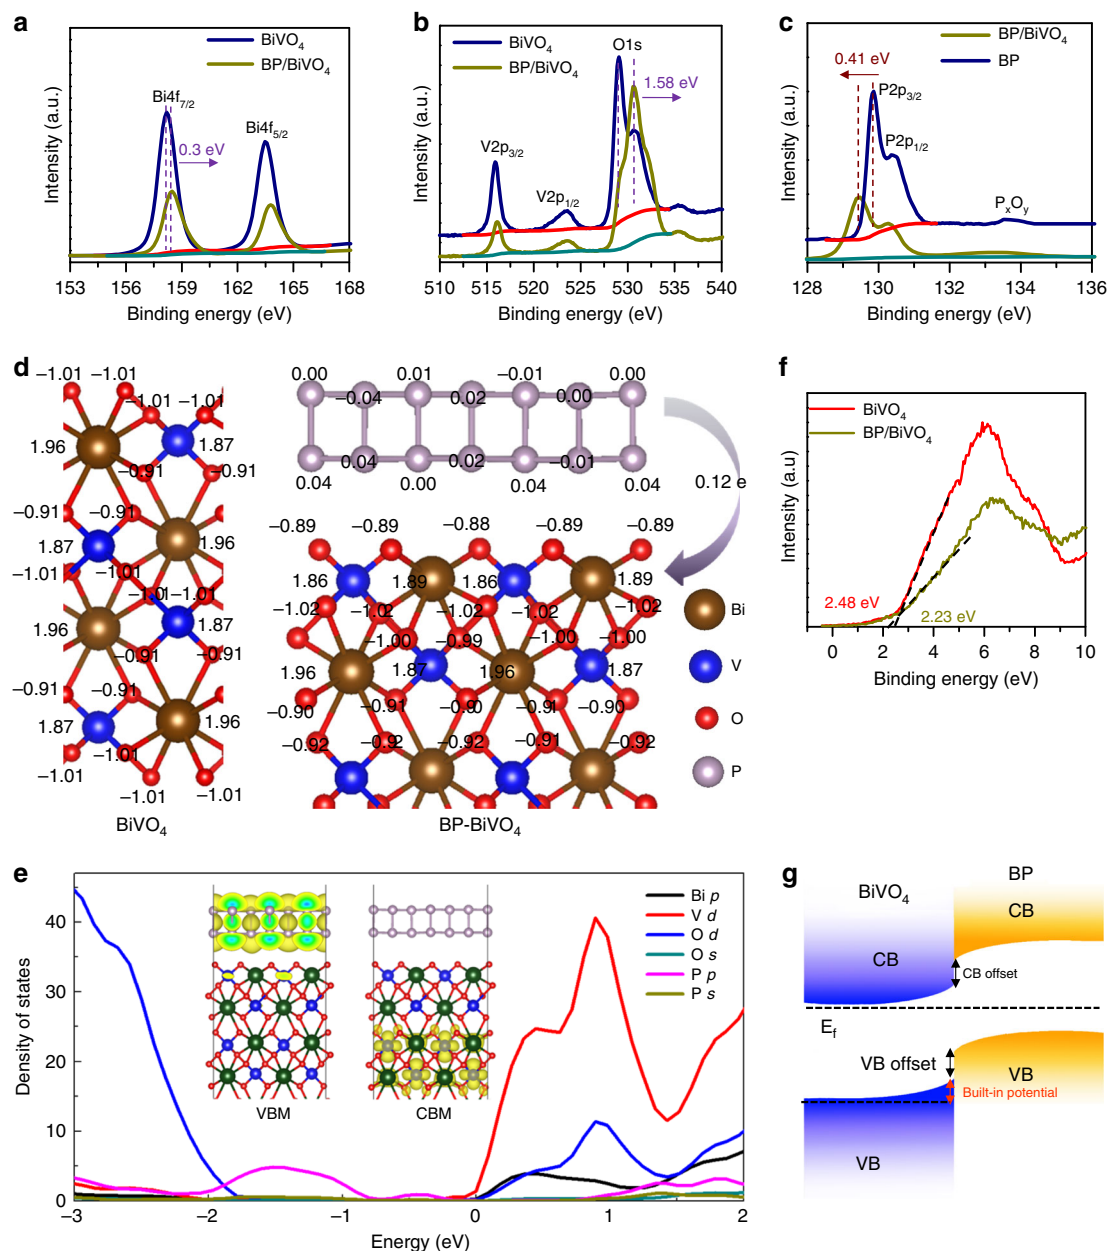 a
BiVO4
BP/BiVO4
Bi4f7/2
Bi4f5/2
0.3 eV
Intensity (a.u.)
153 156 159 162 165 168
Binding energy (eV)
b
O1s
BiVO4
BP/BiVO4
1.58 eV
V2p3/2
V2p1/2
Intensity (a.u.)
510 515 520 525 530 535 540
Binding energy (eV)
c
BP/BiVO4
BP
0.41 eV
P2p3/2
P2p1/2
PxOy
Intensity (a.u.)
128 130 132 134 136
Binding energy (eV)
d
−1.01 −1.01
−1.01 −1.01
1.96 1.87
−0.91 −0.91
−0.91 −0.91
1.87 1.96
−1.01 −1.01
−1.01 −1.01
1.96 1.87
−0.91 −0.91
−0.91 −0.91
1.87 1.96
−1.01
−1.01
−1.01 −1.01
BiVO4
0.00 0.01 −0.01 0.00
−0.04 0.02 0.00
0.04 0.02 −0.01
0.04 0.00 0.04 0.04
0.12 e
−0.89 −0.89 −0.88 −0.89 −0.89
1.86 1.89 1.86 1.89
−1.02 −1.02 −1.02 −1.02 −1.02
−1.00 −0.99 −1.00 −1.00
1.96 1.87 1.96 1.87
−0.90 −0.91 −0.90 −0.91 −0.90
−0.92 −0.92 −0.92 −0.91 −0.92
BP-BiVO4
Bi
V
O
P
f
BiVO4
BP/BiVO4
2.48 eV
2.23 eV
Intensity (a.u)
0 2 4 6 8 10
Binding energy (eV)
e
Bi p
V d
O d
O s
P p
P s
VBM
CBM
Density of states
40
30
20
10
0
−3 −2 −1 0 1 2
Energy (eV)
g
BP
BiVO4
CB
CB
CB offset
Ef
VB offset
VB
Built-in potential
VB